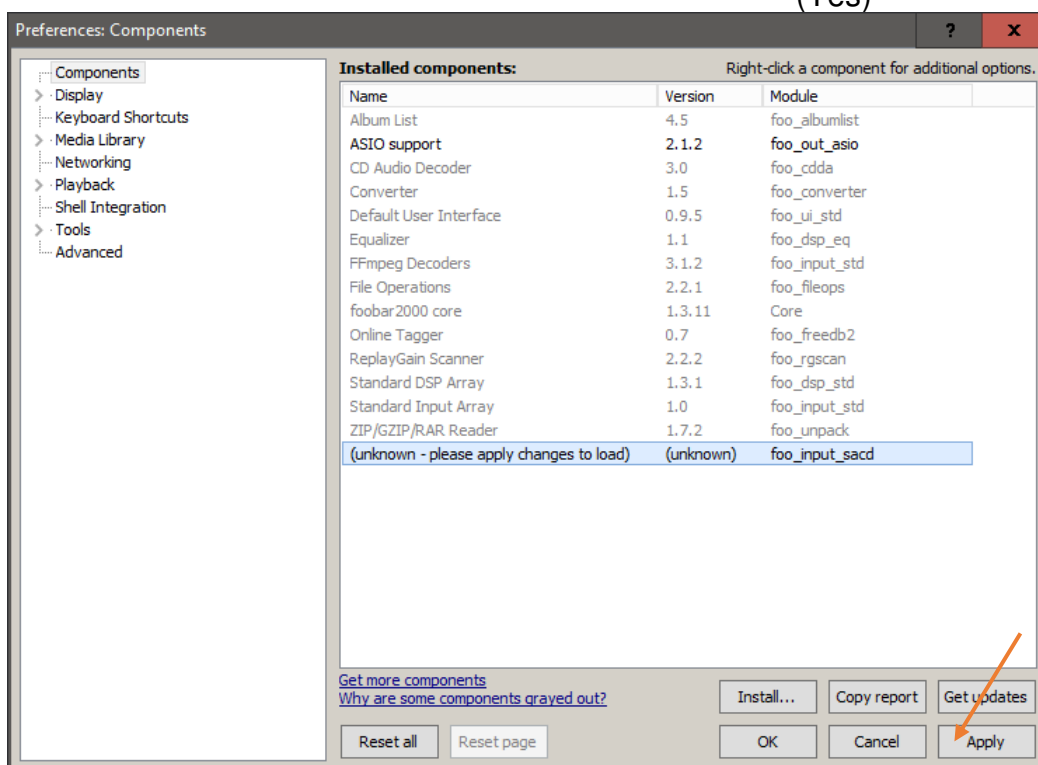 (Yes)
Preferences: Components ? x
Components
Display
Keyboard Shortcuts
Media Library
Networking
Playback
Shell Integration
Tools
Advanced
Installed components: Right-click a component for additional options.
Name Version Module
Album List 4.5 foo_albumlist
ASIO support 2.1.2 foo_out_asio
CD Audio Decoder 3.0 foo_cdda
Converter 1.5 foo_converter
Default User Interface 0.9.5 foo_ui_std
Equalizer 1.1 foo_dsp_eq
FFmpeg Decoders 3.1.2 foo_input_std
File Operations 2.2.1 foo_fileops
foobar2000 core 1.3.11 Core
Online Tagger 0.7 foo_freedb2
ReplayGain Scanner 2.2.2 foo_rgscan
Standard DSP Array 1.3.1 foo_dsp_std
Standard Input Array 1.0 foo_input_std
ZIP/GZIP/RAR Reader 1.7.2 foo_unpack
(unknown - please apply changes to load) (unknown) foo_input_sacd
Get more components
Why are some components grayed out?
Install... Copy report Get updates
Reset all Reset page OK Cancel Apply